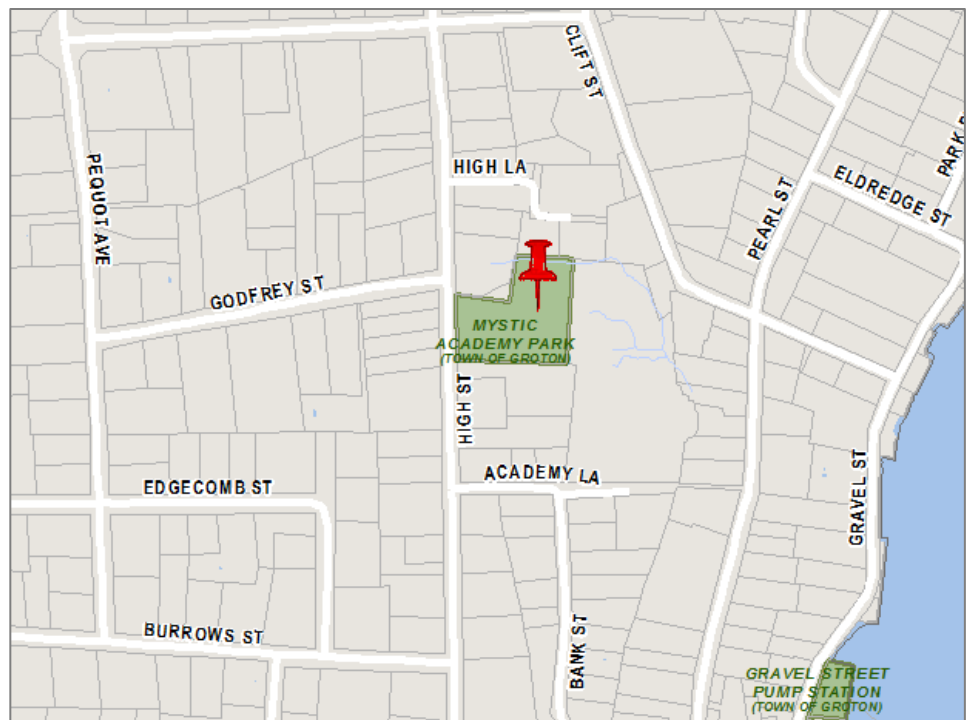 CLIFT ST
PARK
HIGH LA
PEQUOT AVE
ELDREDGE ST
PEARL ST
GODFREY ST
MYSTIC
ACADEMY PARK
(TOWN OF GROTON)
HIGH ST
ACADEMY LA
EDGECOMB ST
GRAVEL ST
BURROWS ST
BANK ST
GRAVEL STREET
PUMP STATION
(TOWN OF GROTON)